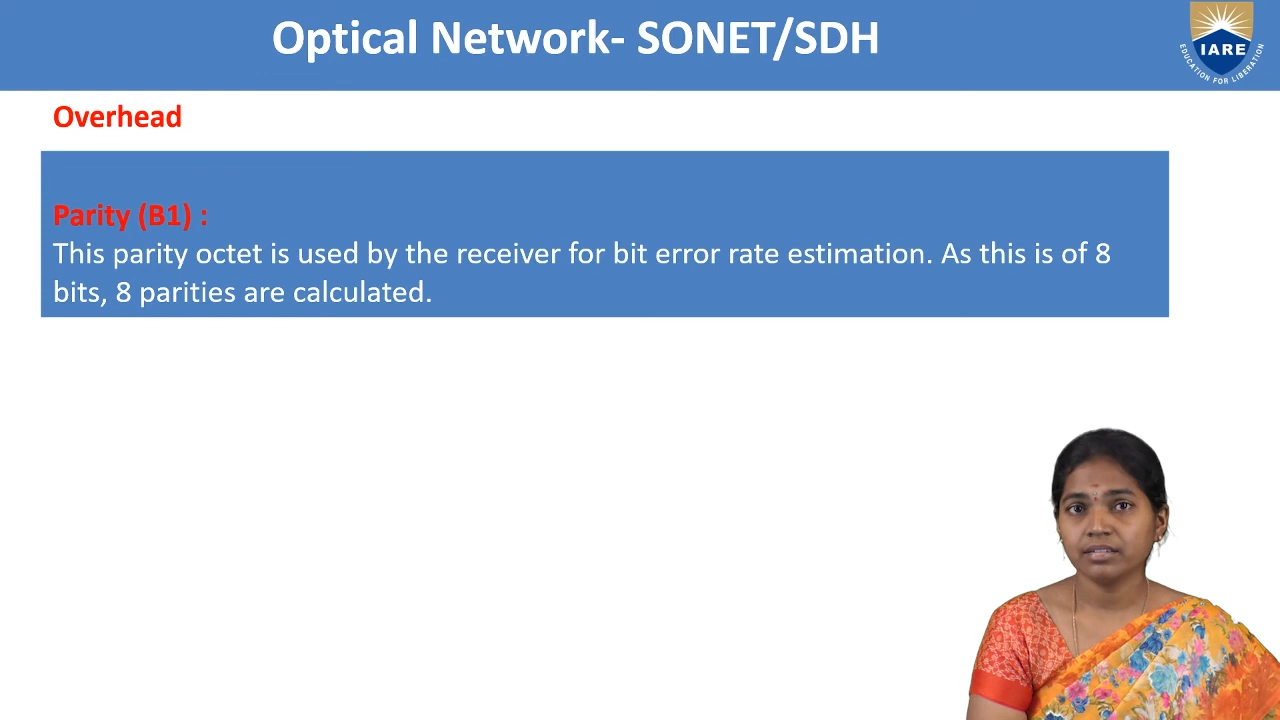 Optical Network- SONET/SDH
IARE
EDUCATION FOR LIBERATION
Overhead
Parity (B1) :
This parity octet is used by the receiver for bit error rate estimation. As this is of 8
bits, 8 parities are calculated.